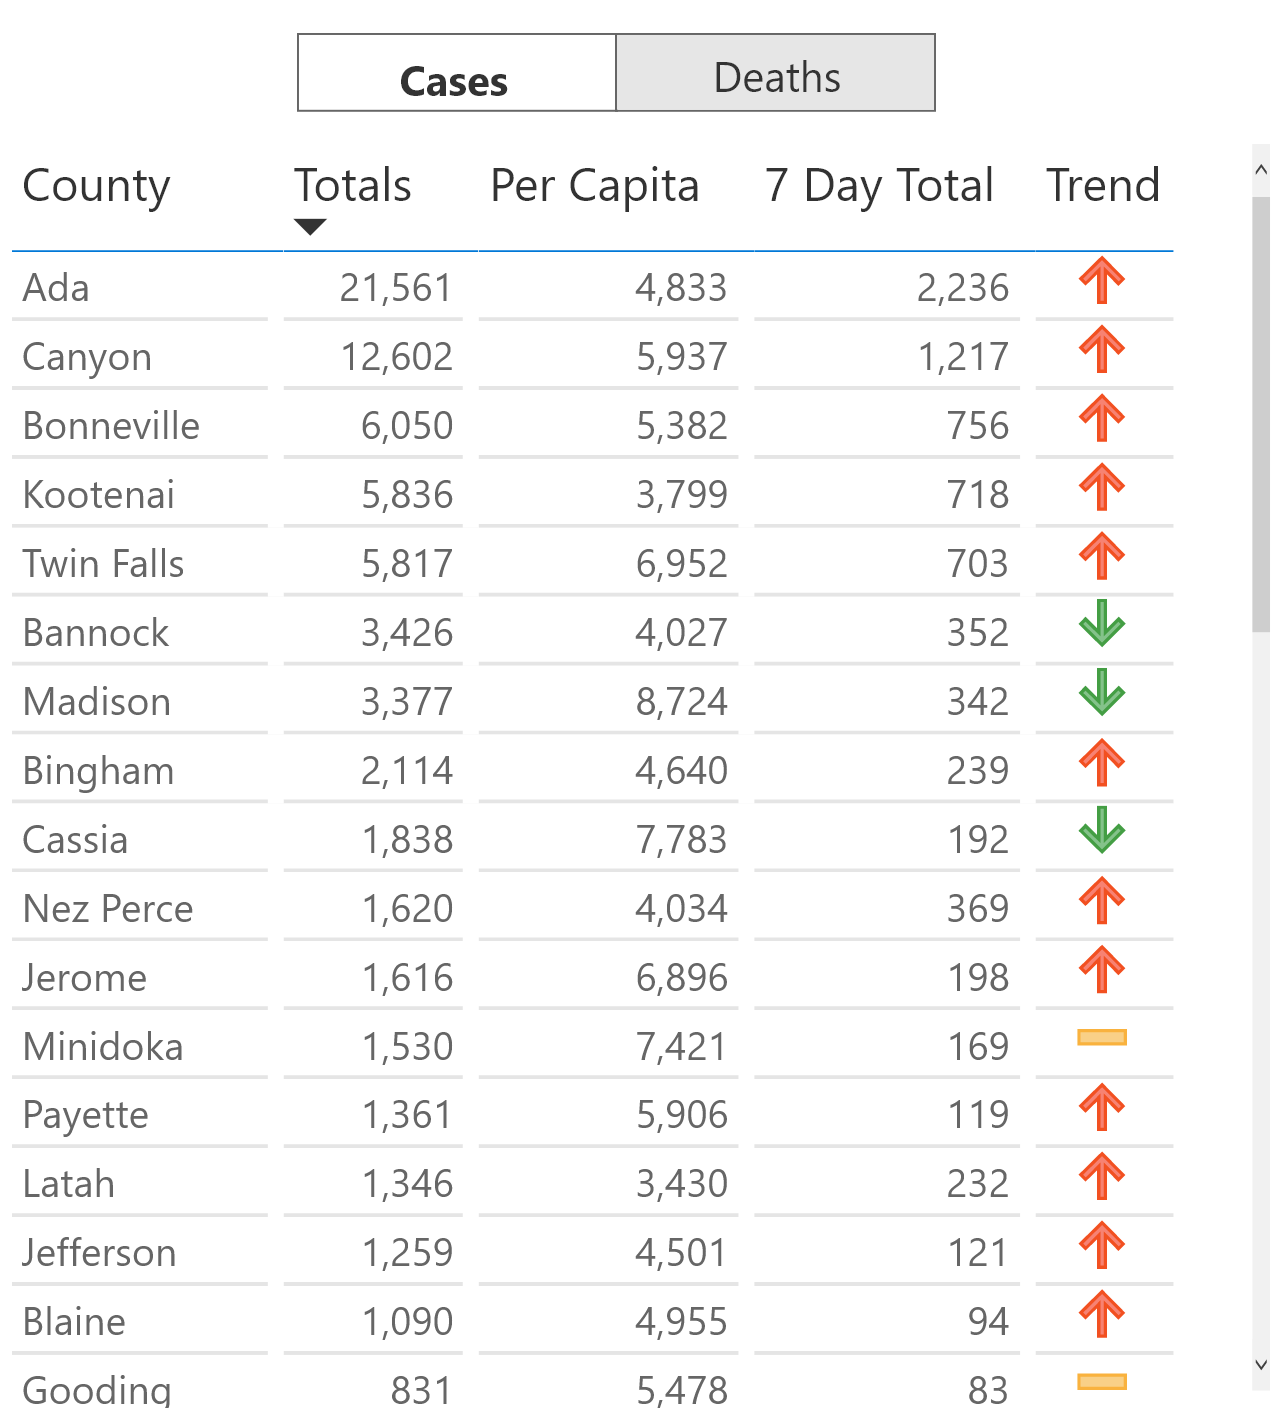 Cases Deaths
County Totals Per Capita 7 Day Total Trend
Ada 21,561 4,833 2,236
Canyon 12,602 5,937 1,217
Bonneville 6,050 5,382 756
Kootenai 5,836 3,799 718
Twin Falls 5,817 6,952 703
Bannock 3,426 4,027 352
Madison 3,377 8,724 342
Bingham 2,114 4,640 239
Cassia 1,838 7,783 192
Nez Perce 1,620 4,034 369
Jerome 1,616 6,896 198
Minidoka 1,530 7,421 169
Payette 1,361 5,906 119
Latah 1,346 3,430 232
Jefferson 1,259 4,501 121
Blaine 1,090 4,955 94
Gooding 831 5,478 83